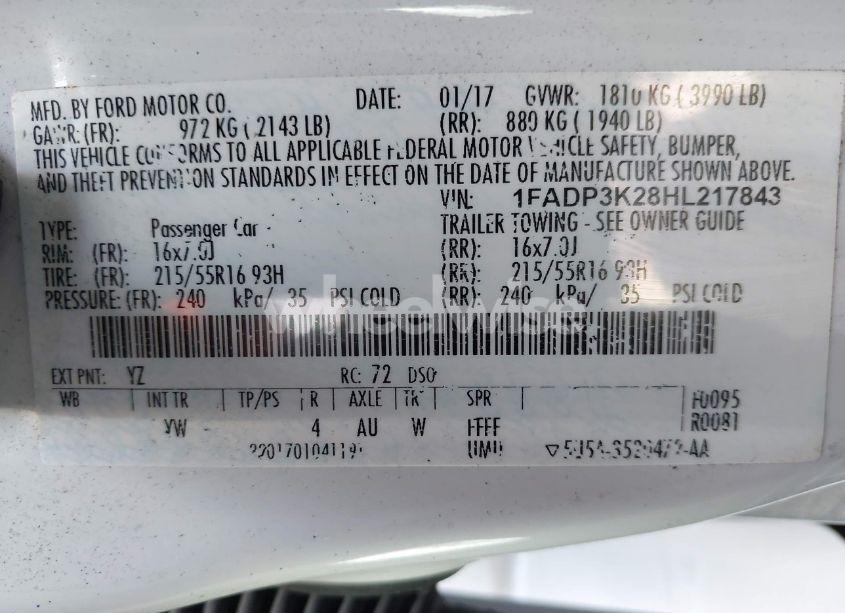 MFD. BY FORD MOTOR CO. DATE: 01/17 GVWR: 1810 KG ( 3990 LB)
GAWR: (FR): 972 KG ( 2143 LB) (RR): 880 KG ( 1940 LB)
THIS VEHICLE CONFORMS TO ALL APPLICABLE FEDERAL MOTOR VEHICLE SAFETY, BUMPER,
AND THEFT PREVENTION STANDARDS IN EFFECT ON THE DATE OF MANUFACTURE SHOWN ABOVE.
VIN: 1FADP3K28HL217843
TYPE: Passenger Car TRAILER TOWING - SEE OWNER GUIDE
RIM: (FR): 16x7.0J (RR): 16x7.0J
TIRE: (FR): 215/55R16 93H (RR): 215/55R16 93H
PRESSURE: (FR): 240 kPa/ 35 PSI COLD (RR): 240 kPa/ 35 PSI COLD
wheelwise
EXT PNT: YZ RC: 72 DSO
WB INT TR TP/PS R AXLE TR SPR F0095
YW 4 AU W FFFF R0081